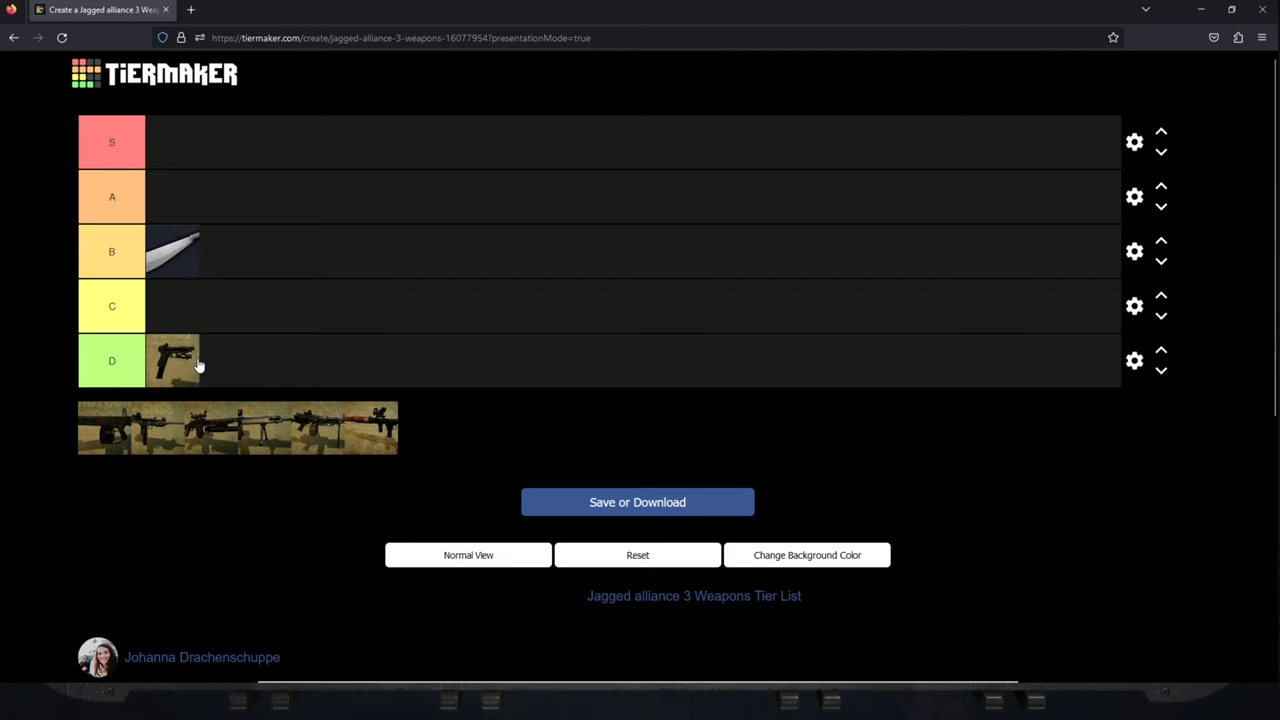 Create a Jagged alliance 3 Wea
https://tiermaker.com/create/jagged-alliance-3-weapons-16077954?presentationMode=true
TiERMAKER
S
A
B
C
D
Save or Download
Normal View
Reset
Change Background Color
Jagged alliance 3 Weapons Tier List
Johanna Drachenschuppe